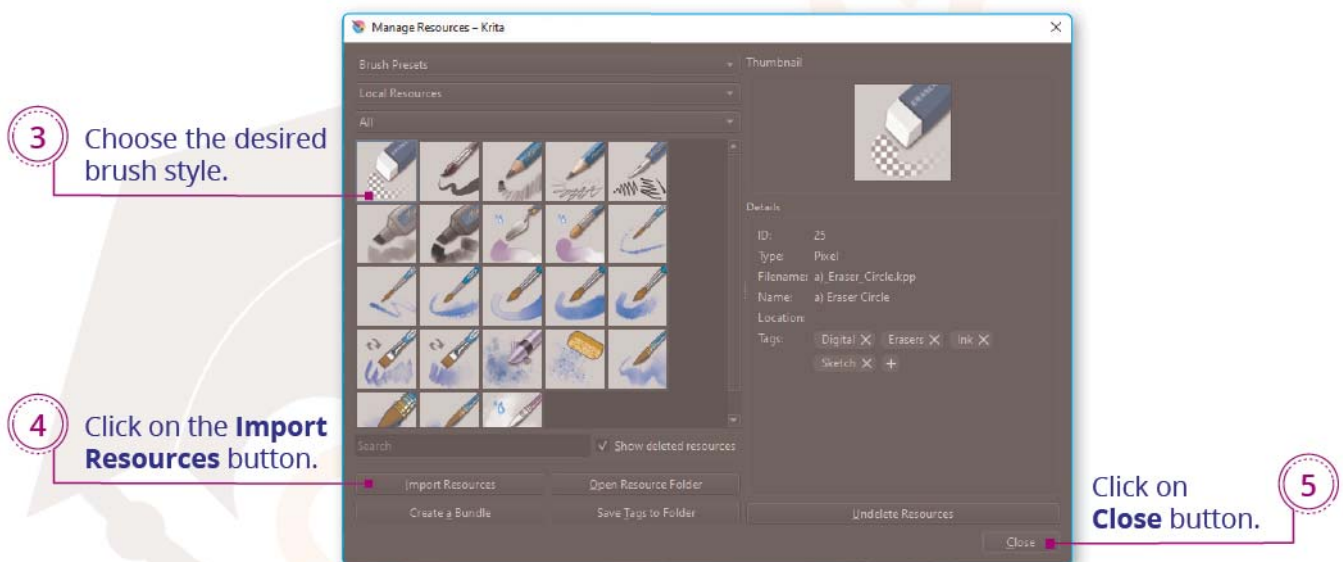 Manage Resources – Krita
Brush Presets
Local Resources
All
Thumbnail
3
Choose the desired
brush style.
Details
ID: 25
Type: Pixel
Filename: a)_Eraser_Circle.kpp
Name: a) Eraser Circle
Location:
Tags: Digital Erasers Ink
Sketch +
4
Click on the Import
Resources button.
Search
Show deleted resources
Import Resources
Open Resource Folder
Create a Bundle
Save Tags to Folder
Undelete Resources
Close
Click on
Close button.
5